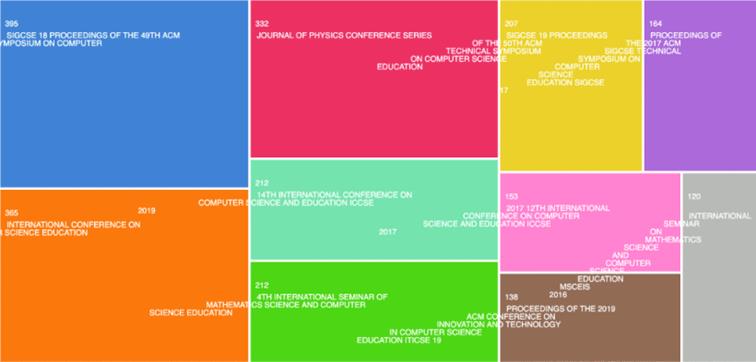 395
SIGCSE 18 PROCEEDINGS OF THE 49TH ACM
YMPOSIUM ON COMPUTER
332
JOURNAL OF PHYSICS CONFERENCE SERIES
207
SIGCSE 19 PROCEEDINGS
OF THE 50TH ACM
TECHNICAL SYMPOSIUM
ON COMPUTER SCIENCE
EDUCATION
17
164
PROCEEDINGS OF
THE 2017 ACM
SIGCSE TECHNICAL
SYMPOSIUM ON
COMPUTER
SCIENCE
EDUCATION SIGCSE
365
2019
INTERNATIONAL CONFERENCE ON
SCIENCE EDUCATION
212
14TH INTERNATIONAL CONFERENCE ON
COMPUTER SCIENCE AND EDUCATION ICCSE
212
4TH INTERNATIONAL SEMINAR OF
MATHEMATICS SCIENCE AND COMPUTER
SCIENCE EDUCATION
153
2017 12TH INTERNATIONAL
CONFERENCE ON COMPUTER
SCIENCE AND EDUCATION ICCSE
2017
120
INTERNATIONAL
SEMINAR
ON
MATHEMATICS
SCIENCE
AND
COMPUTER
SCIENCE
EDUCATION
MSCEIS
2016
138
PROCEEDINGS OF THE 2019
ACM CONFERENCE ON
INNOVATION AND TECHNOLOGY
IN COMPUTER SCIENCE
EDUCATION ITICSE 19